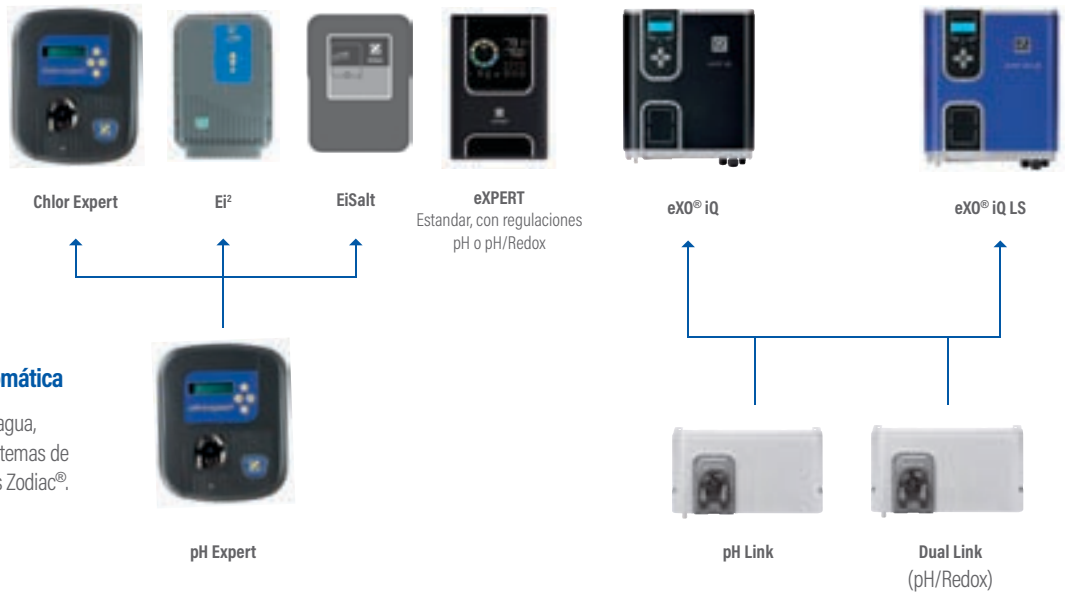 Chlor Expert
Ei²
EiSalt
eXPERT
Estandar, con regulaciones
pH o pH/Redox
eXO® iQ
eXO® iQ LS
omática
agua,
temas de
s Zodiac®.
pH Expert
pH Link
Dual Link
(pH/Redox)